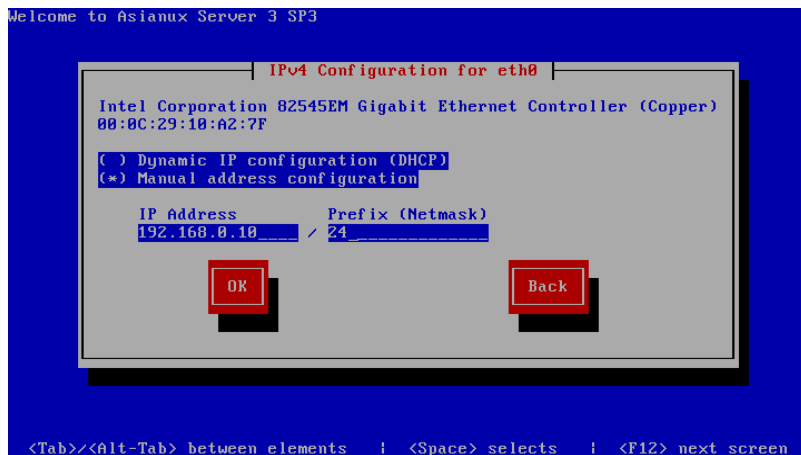 Welcome to Asianux Server 3 SP3
IPv4 Configuration for eth0
Intel Corporation 82545EM Gigabit Ethernet Controller (Copper)
00:0C:29:10:A2:7F
( ) Dynamic IP configuration (DHCP)
(*) Manual address configuration
IP Address Prefix (Netmask)
192.168.0.10____ / 24______________
OK Back
<Tab>/<Alt-Tab> between elements | <Space> selects | <F12> next screen